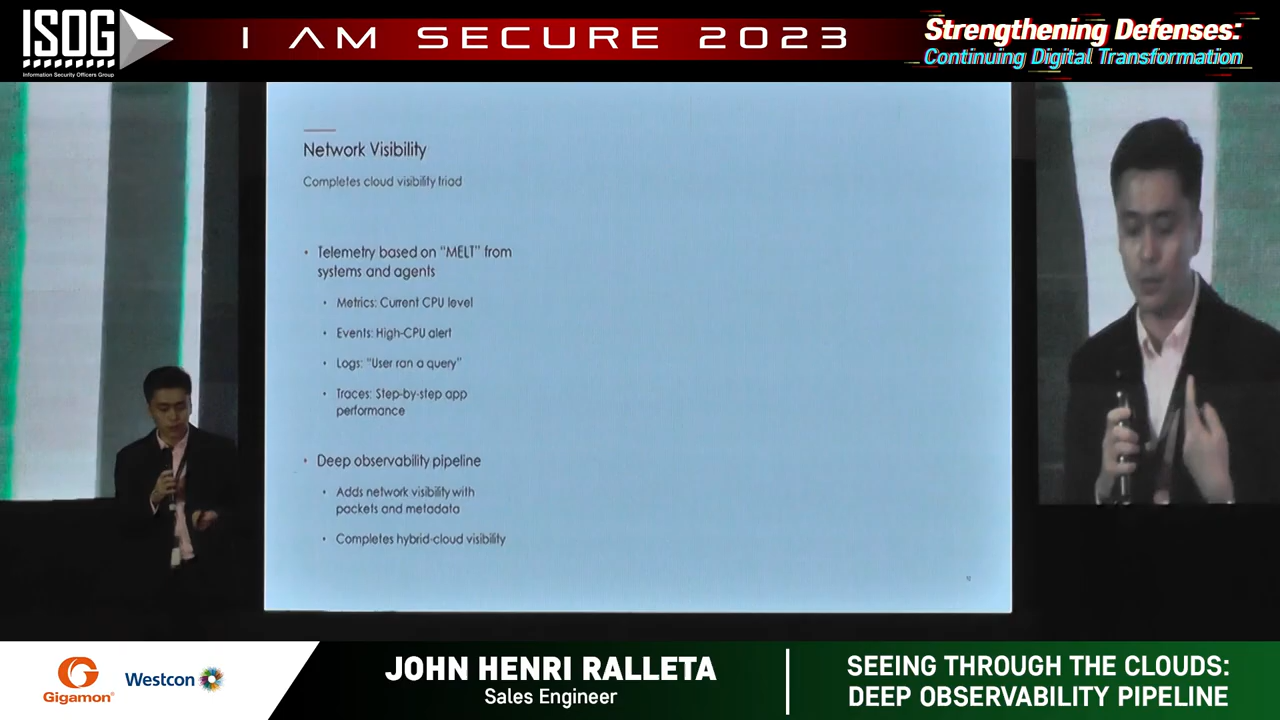 ISOG
Information Security Officers Group
I AM SECURE 2023
Strengthening Defenses:
Continuing Digital Transformation
Network Visibility
Completes cloud visibility triad
• Telemetry based on “MELT” from
systems and agents
• Metrics: Current CPU level
• Events: High-CPU alert
• Logs: “User ran a query”
• Traces: Step-by-step app
performance
• Deep observability pipeline
• Adds network visibility with
packets and metadata
• Completes hybrid-cloud visibility
Gigamon®
Westcon
JOHN HENRI RALLETA
Sales Engineer
SEEING THROUGH THE CLOUDS:
DEEP OBSERVABILITY PIPELINE